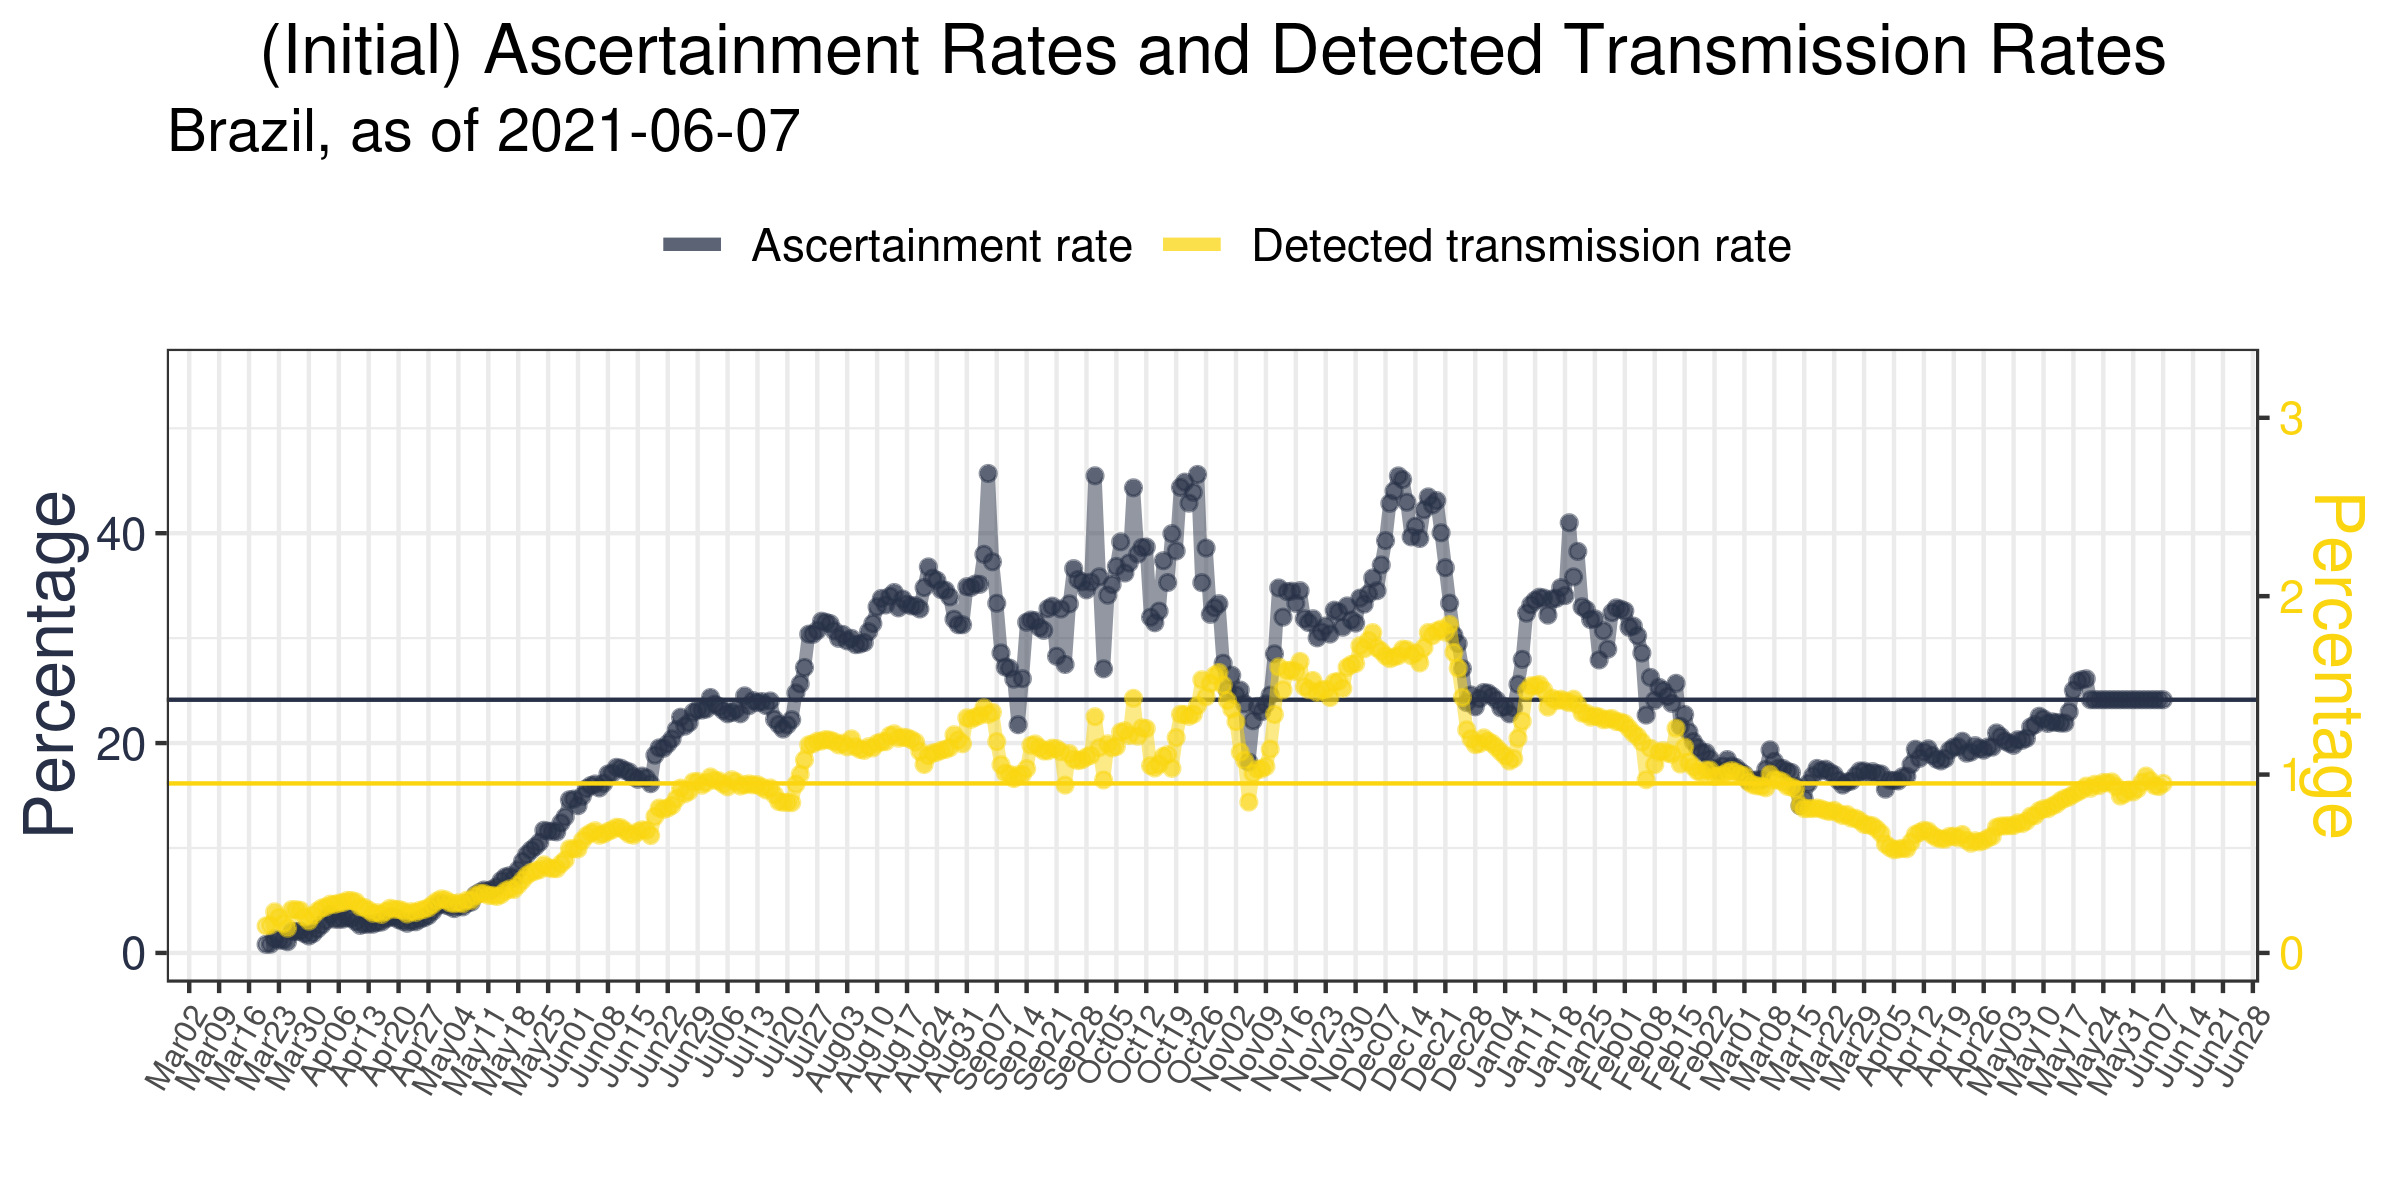 (Initial) Ascertainment Rates and Detected Transmission Rates
Brazil, as of 2021-06-07
Ascertainment rate
Detected transmission rate
Percentage
40
20
0
3
2
1
0
Percentage
Mar02
Mar09
Mar16
Mar23
Mar30
Apr06
Apr13
Apr20
Apr27
May04
May11
May18
May25
Jun01
Jun08
Jun15
Jun22
Jun29
Jul06
Jul13
Jul20
Jul27
Aug03
Aug10
Aug17
Aug24
Aug31
Sep07
Sep14
Sep21
Sep28
Oct05
Oct12
Oct19
Oct26
Nov02
Nov09
Nov16
Nov23
Nov30
Dec07
Dec14
Dec21
Dec28
Dec04
Jan11
Jan18
Jan25
Feb01
Feb08
Feb15
Feb22
Mar01
Mar08
Mar15
Mar22
Mar29
Apr05
Apr12
Apr19
Apr26
May03
May10
May17
May24
May31
May07
Jun14
Jun21
Jun28